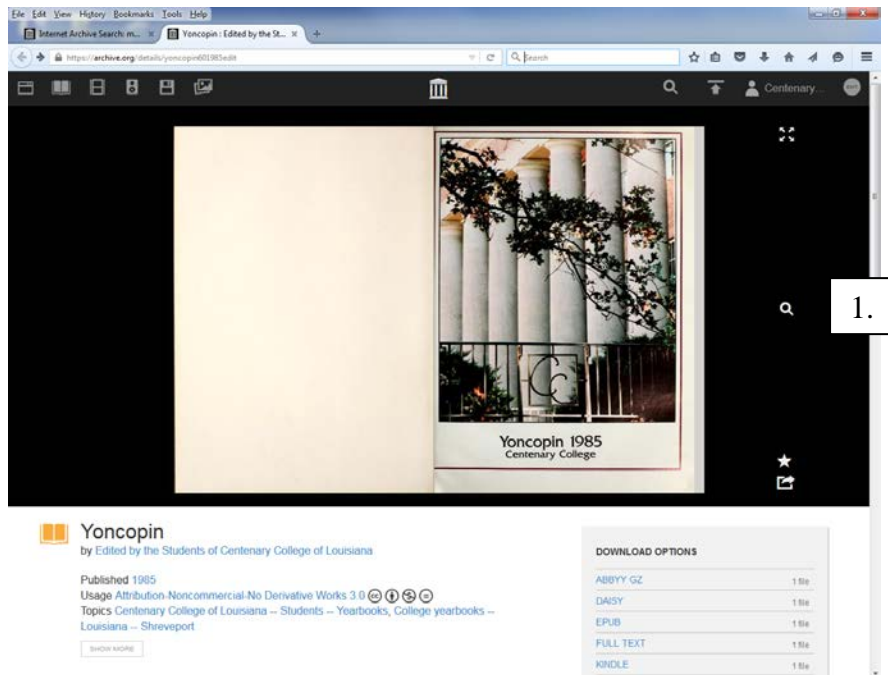 File Edit View History Bookmarks Tools Help
Internet Archive Search: m... × Yoncopin : Edited by the St... × +
https://archive.org/details/yoncopin601985edit Search
Centenary...
1.
CC
Yoncopin 1985
Centenary College
Yoncopin
by Edited by the Students of Centenary College of Louisiana
DOWNLOAD OPTIONS
Published 1985
Usage Attribution-Noncommercial-No Derivative Works 3.0
Topics Centenary College of Louisiana -- Students -- Yearbooks, College yearbooks --
Louisiana -- Shreveport
SHOW MORE
ABBYY GZ 1 file
DAISY 1 file
EPUB 1 file
FULL TEXT 1 file
KINDLE 1 file